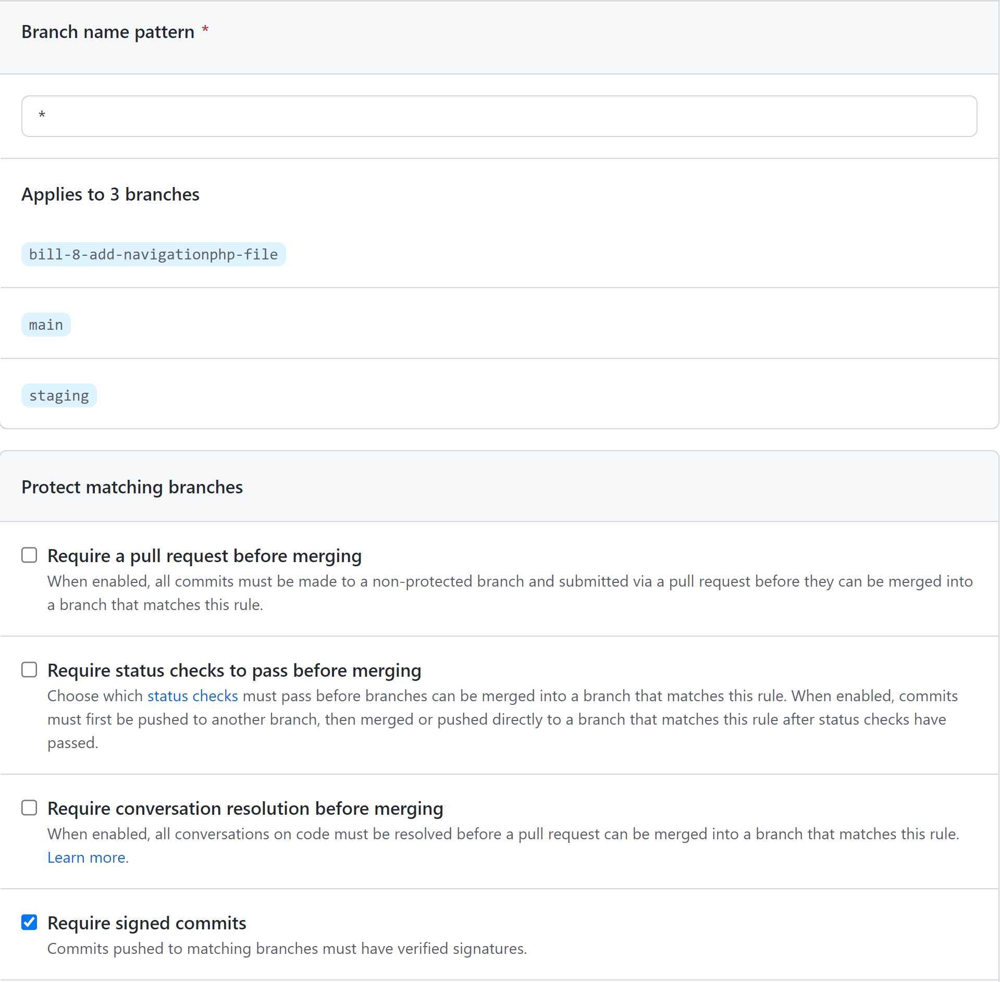 Branch name pattern *
*
Applies to 3 branches
bill-8-add-navigationphp-file
main
staging
Protect matching branches
Require a pull request before merging
When enabled, all commits must be made to a non-protected branch and submitted via a pull request before they can be merged into
a branch that matches this rule.
Require status checks to pass before merging
Choose which status checks must pass before branches can be merged into a branch that matches this rule. When enabled, commits
must first be pushed to another branch, then merged or pushed directly to a branch that matches this rule after status checks have
passed.
Require conversation resolution before merging
When enabled, all conversations on code must be resolved before a pull request can be merged into a branch that matches this rule.
Learn more.
Require signed commits
Commits pushed to matching branches must have verified signatures.